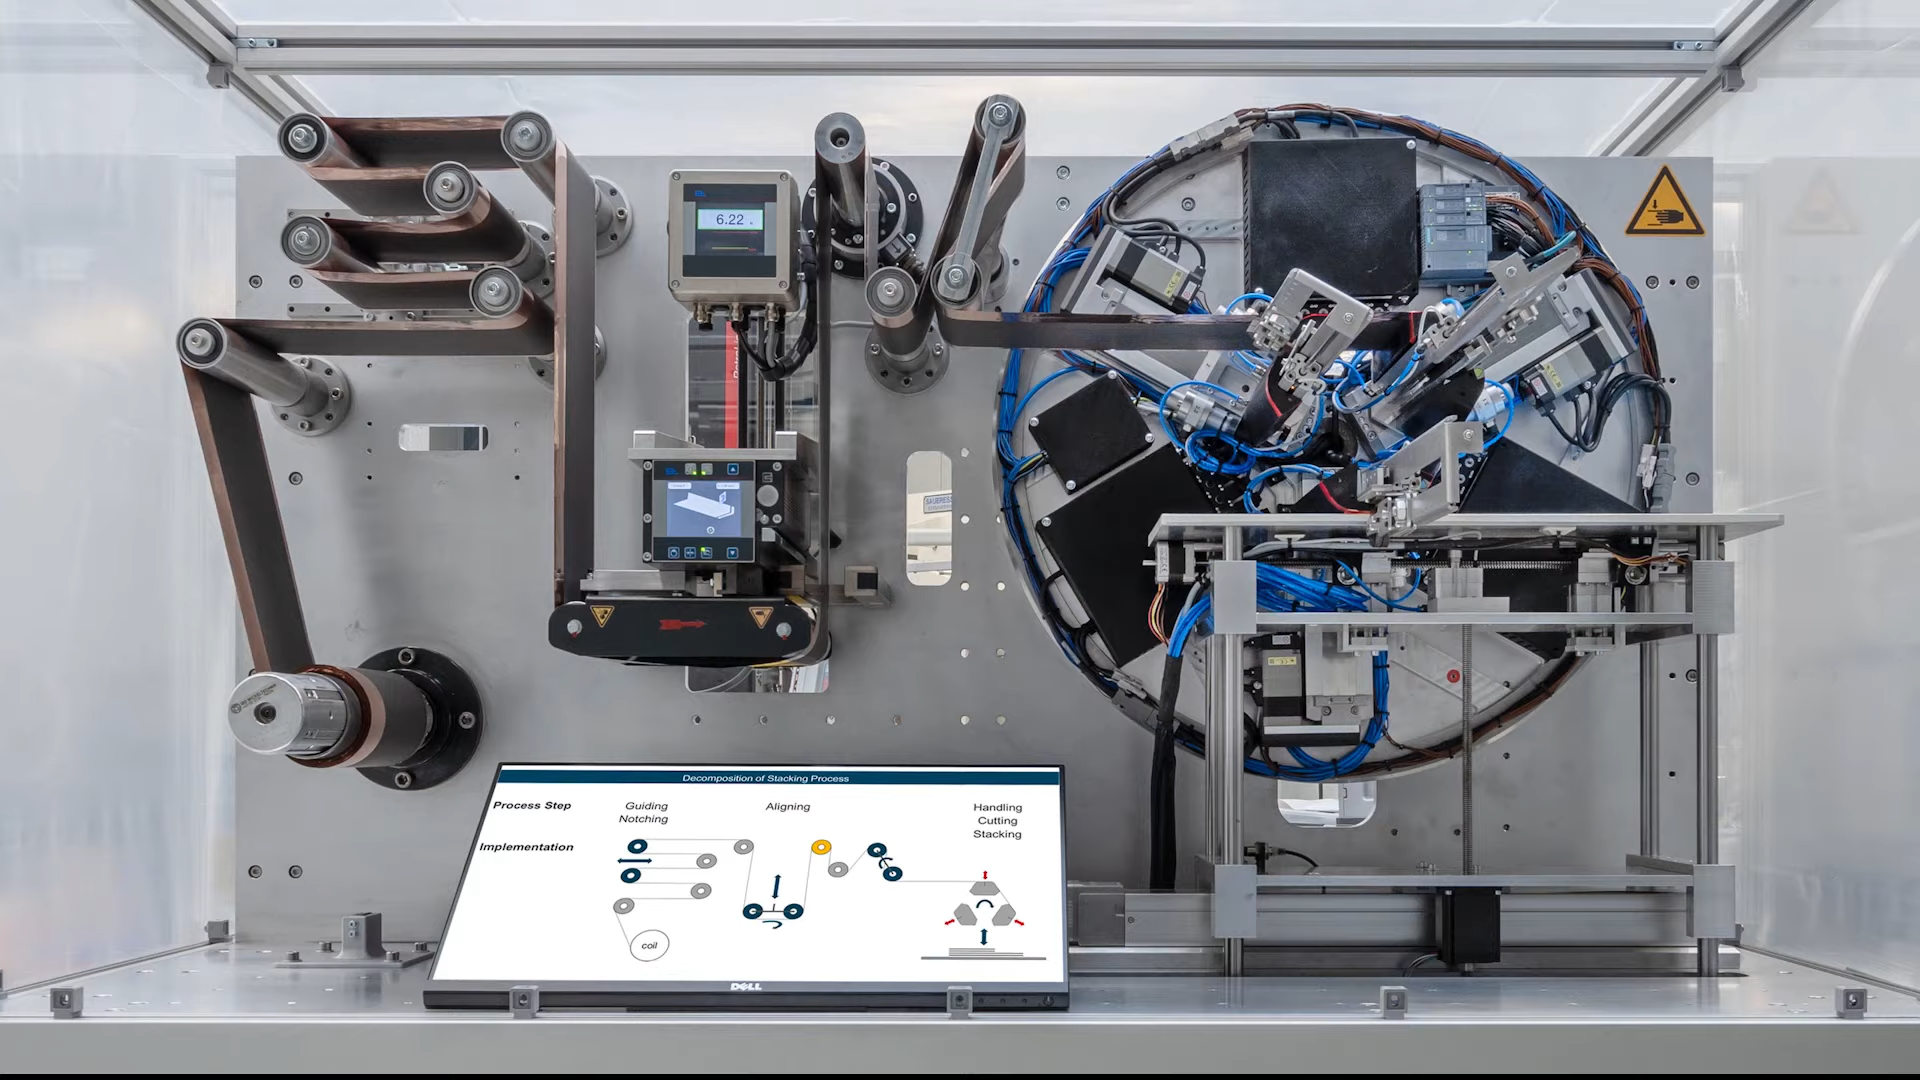 6.22
Decomposition of Stacking Process
Process Step
Guiding
Notching
Aligning
Handling
Cutting
Stacking
Implementation
coil
DELL